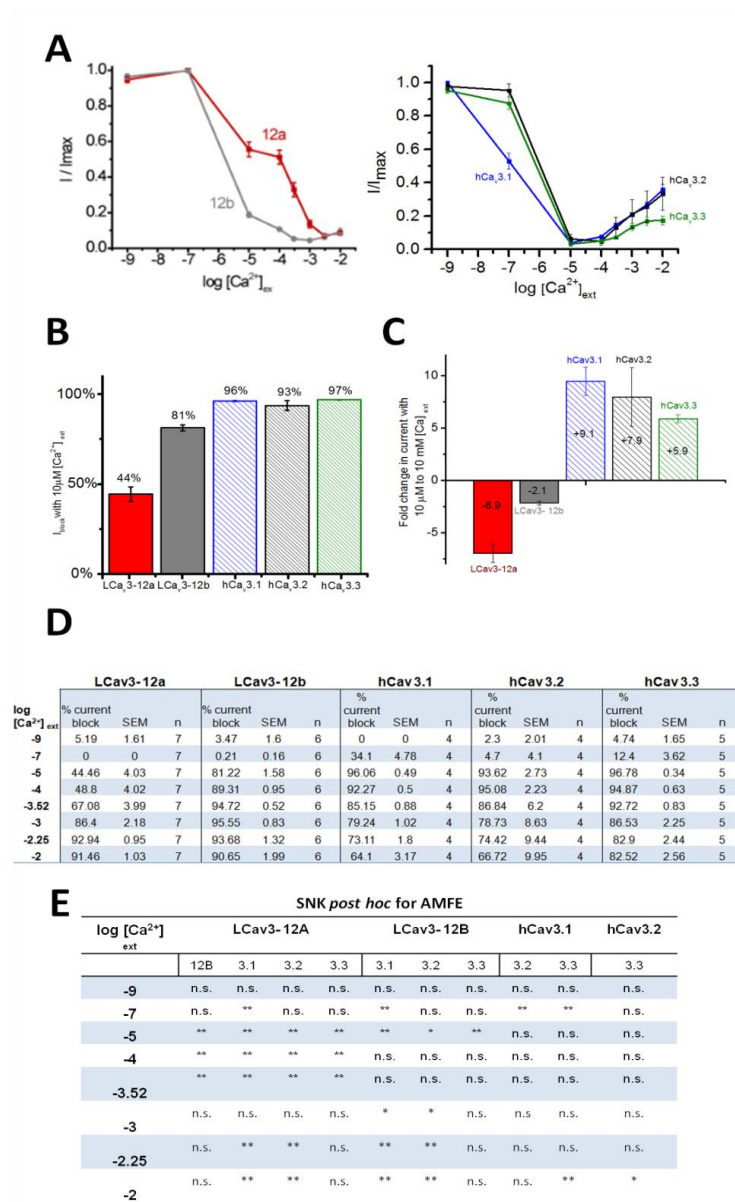 A
1.0
0.8
0.6
0.4
0.2
0.0
I / Imax
12a
12b
-9 -8 -7 -6 -5 -4 -3 -2
log [Ca²⁺]ex
1.0
0.8
0.6
0.4
0.2
0.0
I/Imax
hCav3.1
hCav3.2
hCav3.3
-9 -8 -7 -6 -5 -4 -3 -2
log [Ca²⁺]ext
B
100%
50%
0%
Iblock with 10µM [Ca²⁺] ext
44%
81%
96%
93%
97%
LCav3-12a LCav3-12b hCav3.1 hCav3.2 hCav3.3
C
10
5
0
-5
Fold change in current with
10 µM to 10 mM [Ca] ext
hCav3.1
hCav3.2
hCav3.3
+9.1
+7.9
+5.9
-6.9
-2.1
LCav3- 12b
LCav3-12a
D
LCav3-12a LCav3-12b hCav3.1 hCav3.2 hCav3.3
log [Ca²⁺] ext % current block SEM n % current block SEM n % current block SEM n % current block SEM n % current block SEM n
-9 5.19 1.61 7 3.47 1.6 6 0 0 4 2.3 2.01 4 4.74 1.65 5
-7 0 0 7 0.21 0.16 6 34.1 4.78 4 4.7 4.1 4 12.4 3.62 5
-5 44.46 4.03 7 81.22 1.58 6 96.06 0.49 4 93.62 2.73 4 96.78 0.34 5
-4 48.8 4.02 7 89.31 0.95 6 92.27 0.5 4 95.08 2.23 4 94.87 0.63 5
-3.52 67.08 3.99 7 94.72 0.52 6 85.15 0.88 4 86.84 6.2 4 92.72 0.83 5
-3 86.4 2.18 7 95.55 0.83 6 79.24 1.02 4 78.73 8.63 4 86.53 2.25 5
-2.25 92.94 0.95 7 93.68 1.32 6 73.11 1.8 4 74.42 9.44 4 82.9 2.44 5
-2 91.46 1.03 7 90.65 1.99 6 64.1 3.17 4 66.72 9.95 4 82.52 2.56 5
E
SNK post hoc for AMFE
log [Ca²⁺] ext LCav3-12A LCav3-12B hCav3.1 hCav3.2
12B 3.1 3.2 3.3 3.1 3.2 3.3 3.2 3.3 3.3
-9 n.s. n.s. n.s. n.s. n.s. n.s. n.s. n.s. n.s. n.s.
-7 n.s. ** n.s. n.s. ** n.s. n.s. ** ** n.s.
-5 ** ** ** ** ** * ** n.s. n.s. n.s.
-4 ** ** ** ** n.s. n.s. n.s. n.s. n.s. n.s.
-3.52 ** ** ** ** n.s. n.s. n.s. n.s. n.s. n.s.
-3 n.s. n.s. n.s. n.s. * * n.s. n.s n.s. n.s.
-2.25 n.s. ** ** n.s. ** ** n.s. n.s. n.s. n.s.
-2 n.s. ** ** n.s. ** ** n.s. n.s. ** *